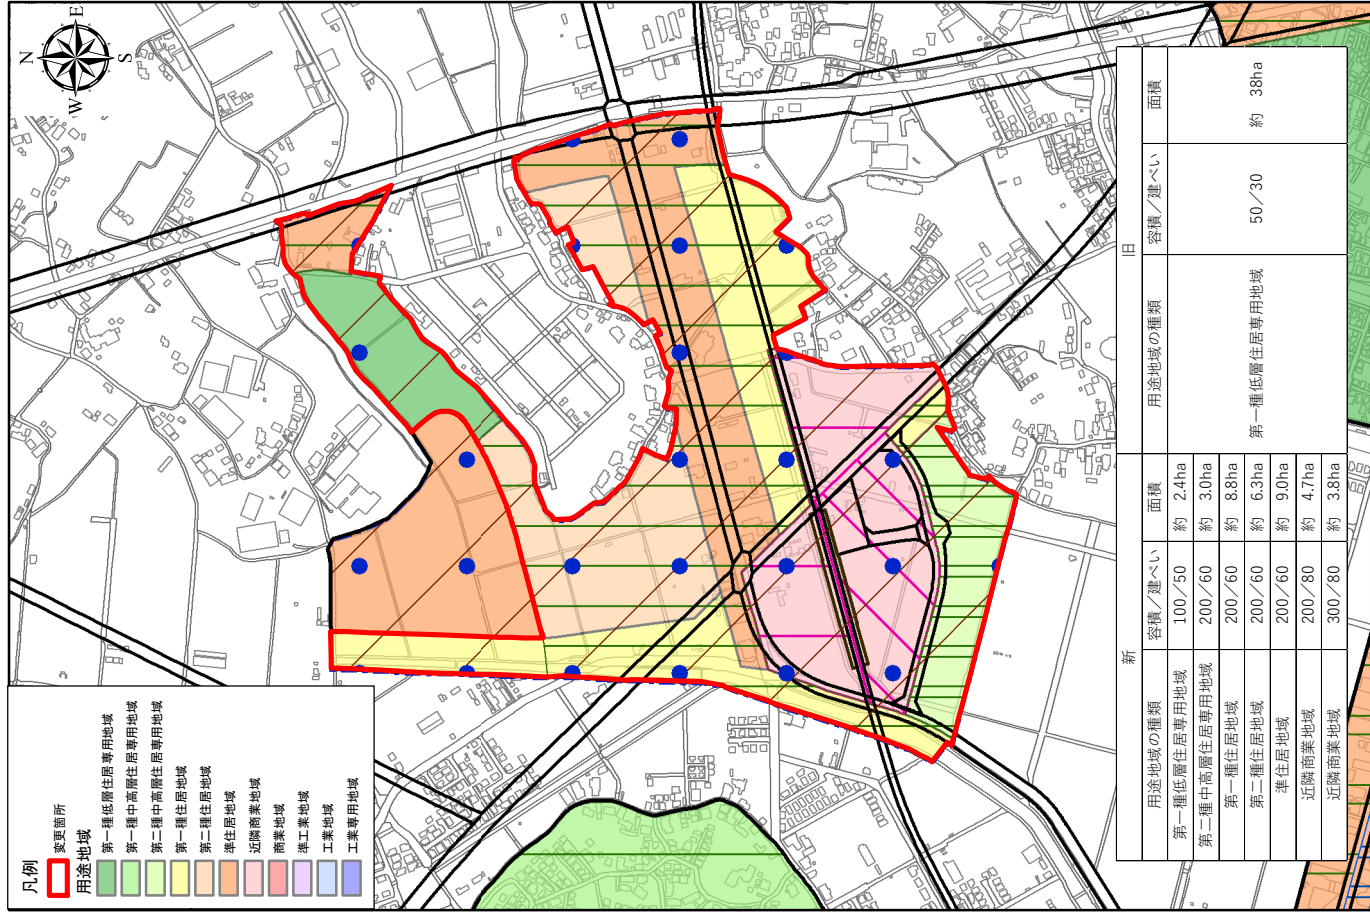 N
E
S
W
凡例
変更箇所
用途地域
第一種低層住居専用地域
第一種中高層住居専用地域
第二種中高層住居専用地域
第一種住居地域
第二種住居地域
準住居地域
近隣商業地域
商業地域
準工業地域
工業地域
工業専用地域
新
旧
用途地域の種類 容積/建ぺい 面積 用途地域の種類 容積/建ぺい 面積
第一種低層住居専用地域 100/50 約 2.4ha
第二種中高層住居専用地域 200/60 約 3.0ha
第一種住居地域 200/60 約 8.8ha
第二種住居地域 200/60 約 6.3ha
準住居地域 200/60 約 9.0ha
近隣商業地域 200/80 約 4.7ha
近隣商業地域 300/80 約 3.8ha
第一種低層住居専用地域 50/30 約 38ha